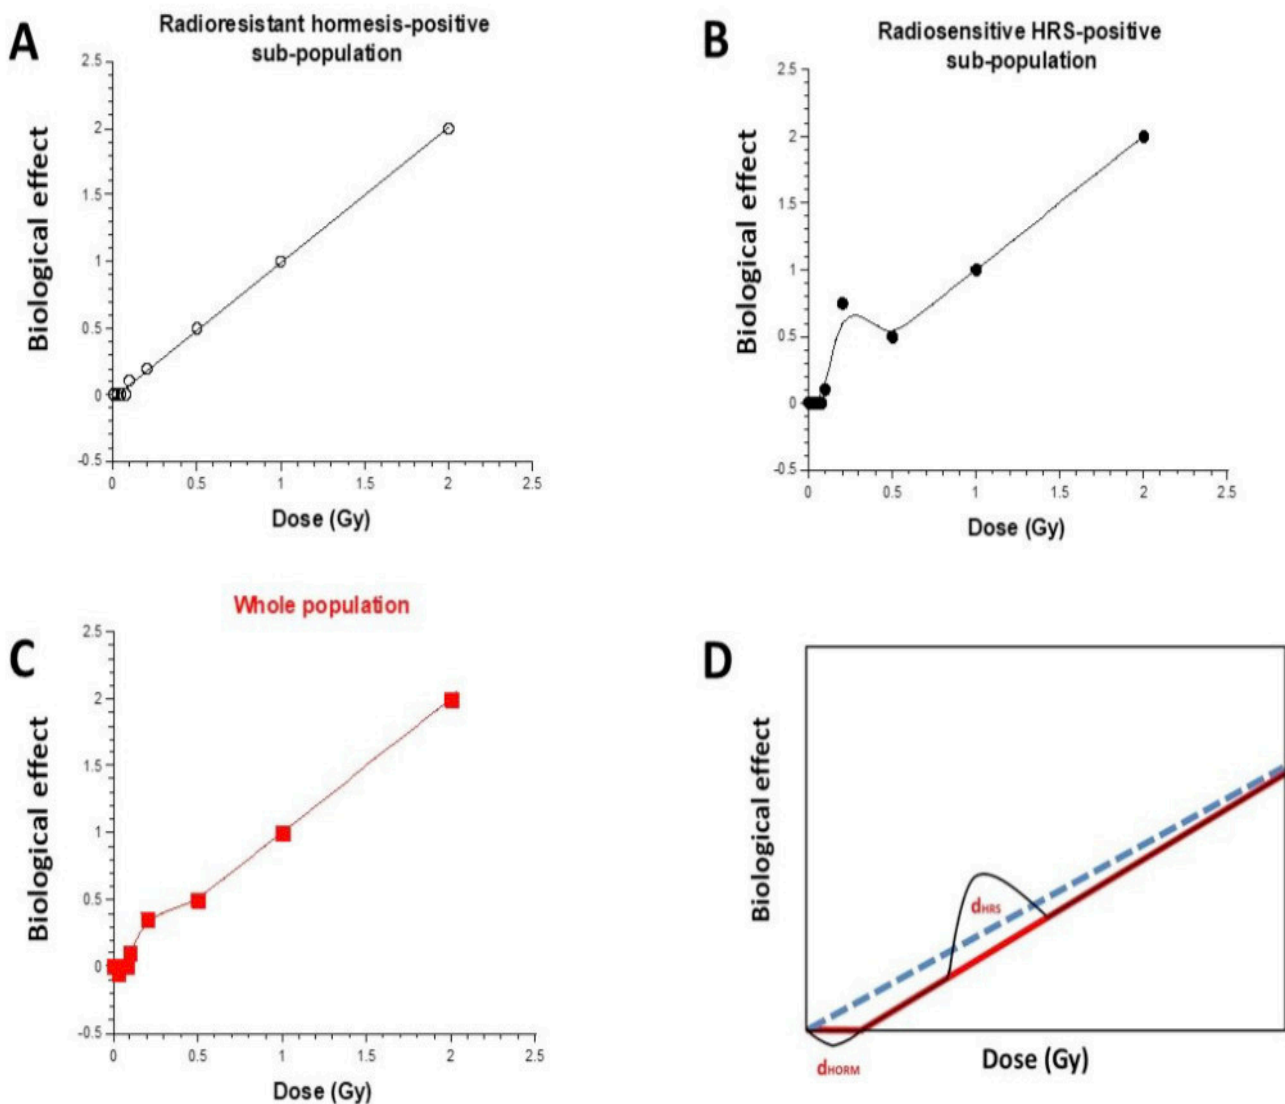 A
Radioresistant hormesis-positive
sub-population
2.5
2
1.5
1
0.5
0
-0.5
0 0.5 1 1.5 2 2.5
Biological effect
Dose (Gy)
B
Radiosensitive HRS-positive
sub-population
2.5
2
1.5
1
0.5
0
-0.5
0 0.5 1 1.5 2 2.5
Biological effect
Dose (Gy)
C
Whole population
2.5
2
1.5
1
0.5
0
-0.5
0 0.5 1 1.5 2 2.5
Biological effect
Dose (Gy)
D
Biological effect
dHRS
dHORM
Dose (Gy)